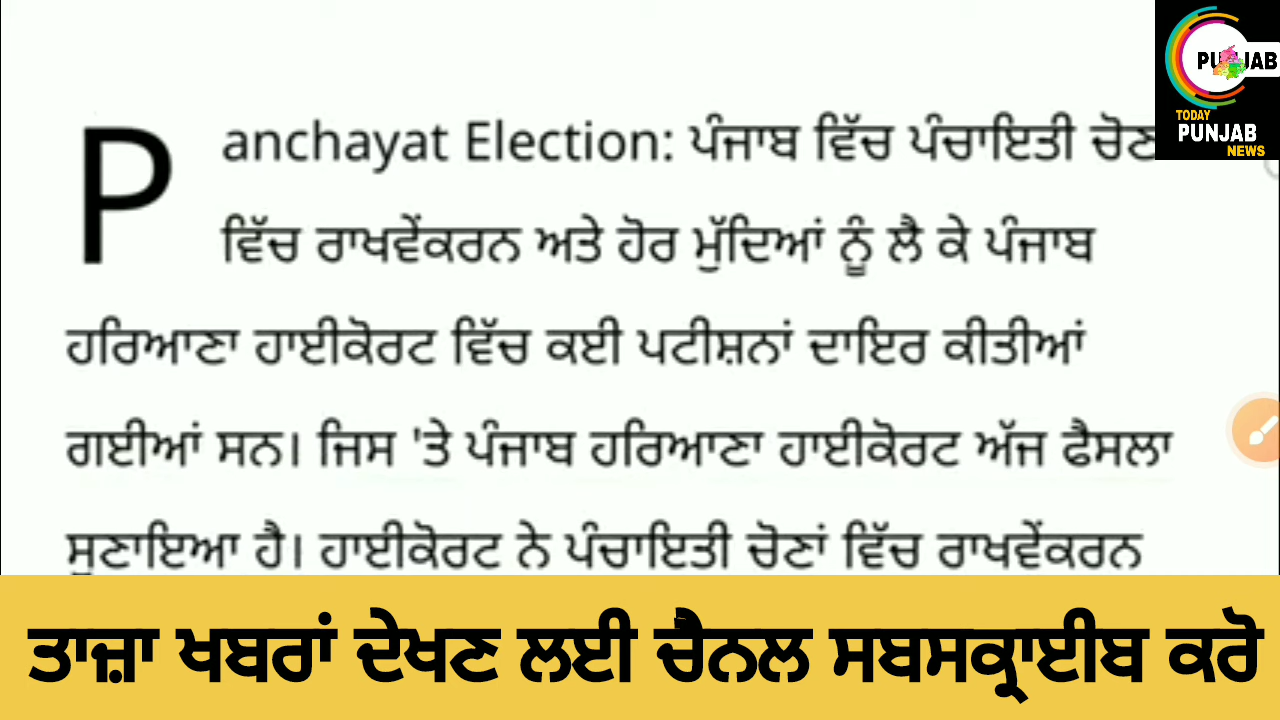 PUNJAB
TODAY
PUNJAB
NEWS
Panchayat Election: ਪੰਜਾਬ ਵਿੱਚ ਪੰਚਾਇਤੀ
ਵਿੱਚ ਰਾਖਵੇਂਕਰਨ ਅਤੇ ਹੋਰ ਮੁੱਦਿਆਂ ਨੂੰ ਲੈ ਕੇ ਪੰਜਾਬ
ਹਰਿਆਣਾ ਹਾਈਕੋਰਟ ਵਿੱਚ ਕਈ ਪਟੀਸ਼ਨਾਂ ਦਾਇਰ ਕੀਤੀਆਂ
ਗਈਆਂ ਸਨ। ਜਿਸ 'ਤੇ ਪੰਜਾਬ ਹਰਿਆਣਾ ਹਾਈਕੋਰਟ ਅੱਜ ਫੈਸਲਾ
ਸੁਣਾਇਆ ਹੈ। ਹਾਈਕੋਰਟ ਨੇ ਪੰਚਾਇਤੀ ਚੋਣਾਂ ਵਿੱਚ ਰਾਖਵੇਂਕਰਨ
ਤਾਜ਼ਾ ਖਬਰਾਂ ਦੇਖਣ ਲਈ ਚੈਨਲ ਸਬਸਕ੍ਰਾਈਬ ਕਰੋ